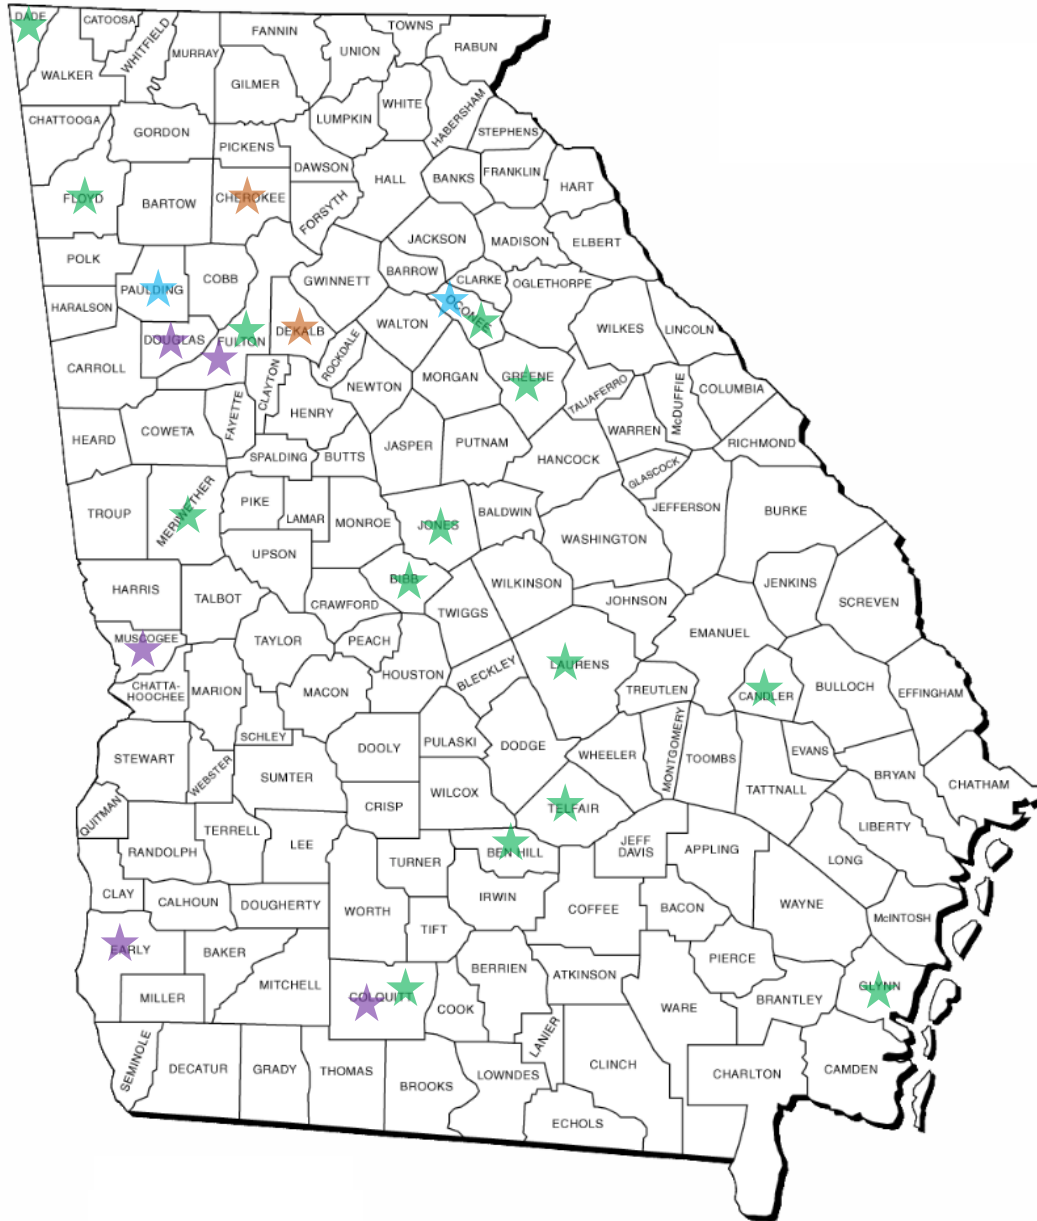 DADE
CATOOSA
WHITFIELD
MURRAY
FANNIN
UNION
TOWNS
RABUN
WALKER
GILMER
CHATTOOGA
GORDON
LUMPKIN
WHITE
HABERSHAM
STEPHENS
PICKENS
DAWSON
HALL
BANKS
FRANKLIN
HART
FLOYD
BARTOW
CHEROKEE
FORSYTH
JACKSON
MADISON
ELBERT
POLK
PAULDING
COBB
GWINNETT
BARROW
CLARKE
OGLETHORPE
HARALSON
OCONEE
DOUGLAS
FULTON
DEKALB
ROCKDALE
WALTON
WILKES
LINCOLN
CARROLL
CLAYTON
NEWTON
MORGAN
GREENE
TALIAFERRO
McDUFFIE
COLUMBIA
HEARD
COWETA
FAYETTE
HENRY
JASPER
PUTNAM
HANCOCK
WARREN
RICHMOND
SPALDING
BUTTS
GLASCOCK
TROUP
MERIWETHER
PIKE
LAMAR
MONROE
JONES
BALDWIN
WASHINGTON
JEFFERSON
BURKE
UPSON
HARRIS
TALBOT
CRAWFORD
BIBB
TWIGGS
WILKINSON
JOHNSON
JENKINS
SCREVEN
MUSCOGEE
TAYLOR
PEACH
HOUSTON
BLECKLEY
LAURENS
EMANUEL
CHATTA-
HOOCHEE
MARION
MACON
TREUTLEN
CANDLER
BULLOCH
EFFINGHAM
SCHLEY
DOOLY
PULASKI
DODGE
WHEELER
MONTGOMERY
TOOMBS
EVANS
STEWART
WEBSTER
SUMTER
TATTNALL
BRYAN
CHATHAM
QUITMAN
CRISP
WILCOX
TELFAIR
LIBERTY
RANDOLPH
TERRELL
LEE
TURNER
BEN HILL
JEFF
DAVIS
APPLING
LONG
CLAY
CALHOUN
DOUGHERTY
WORTH
IRWIN
COFFEE
BACON
WAYNE
McINTOSH
TIFT
EARLY
BAKER
MITCHELL
COLQUITT
BERRIEN
ATKINSON
PIERCE
MILLER
COOK
WARE
BRANTLEY
GLYNN
SEMINOLE
DECATUR
GRADY
THOMAS
BROOKS
LOWNDES
LANIER
CLINCH
CHARLTON
CAMDEN
ECHOLS